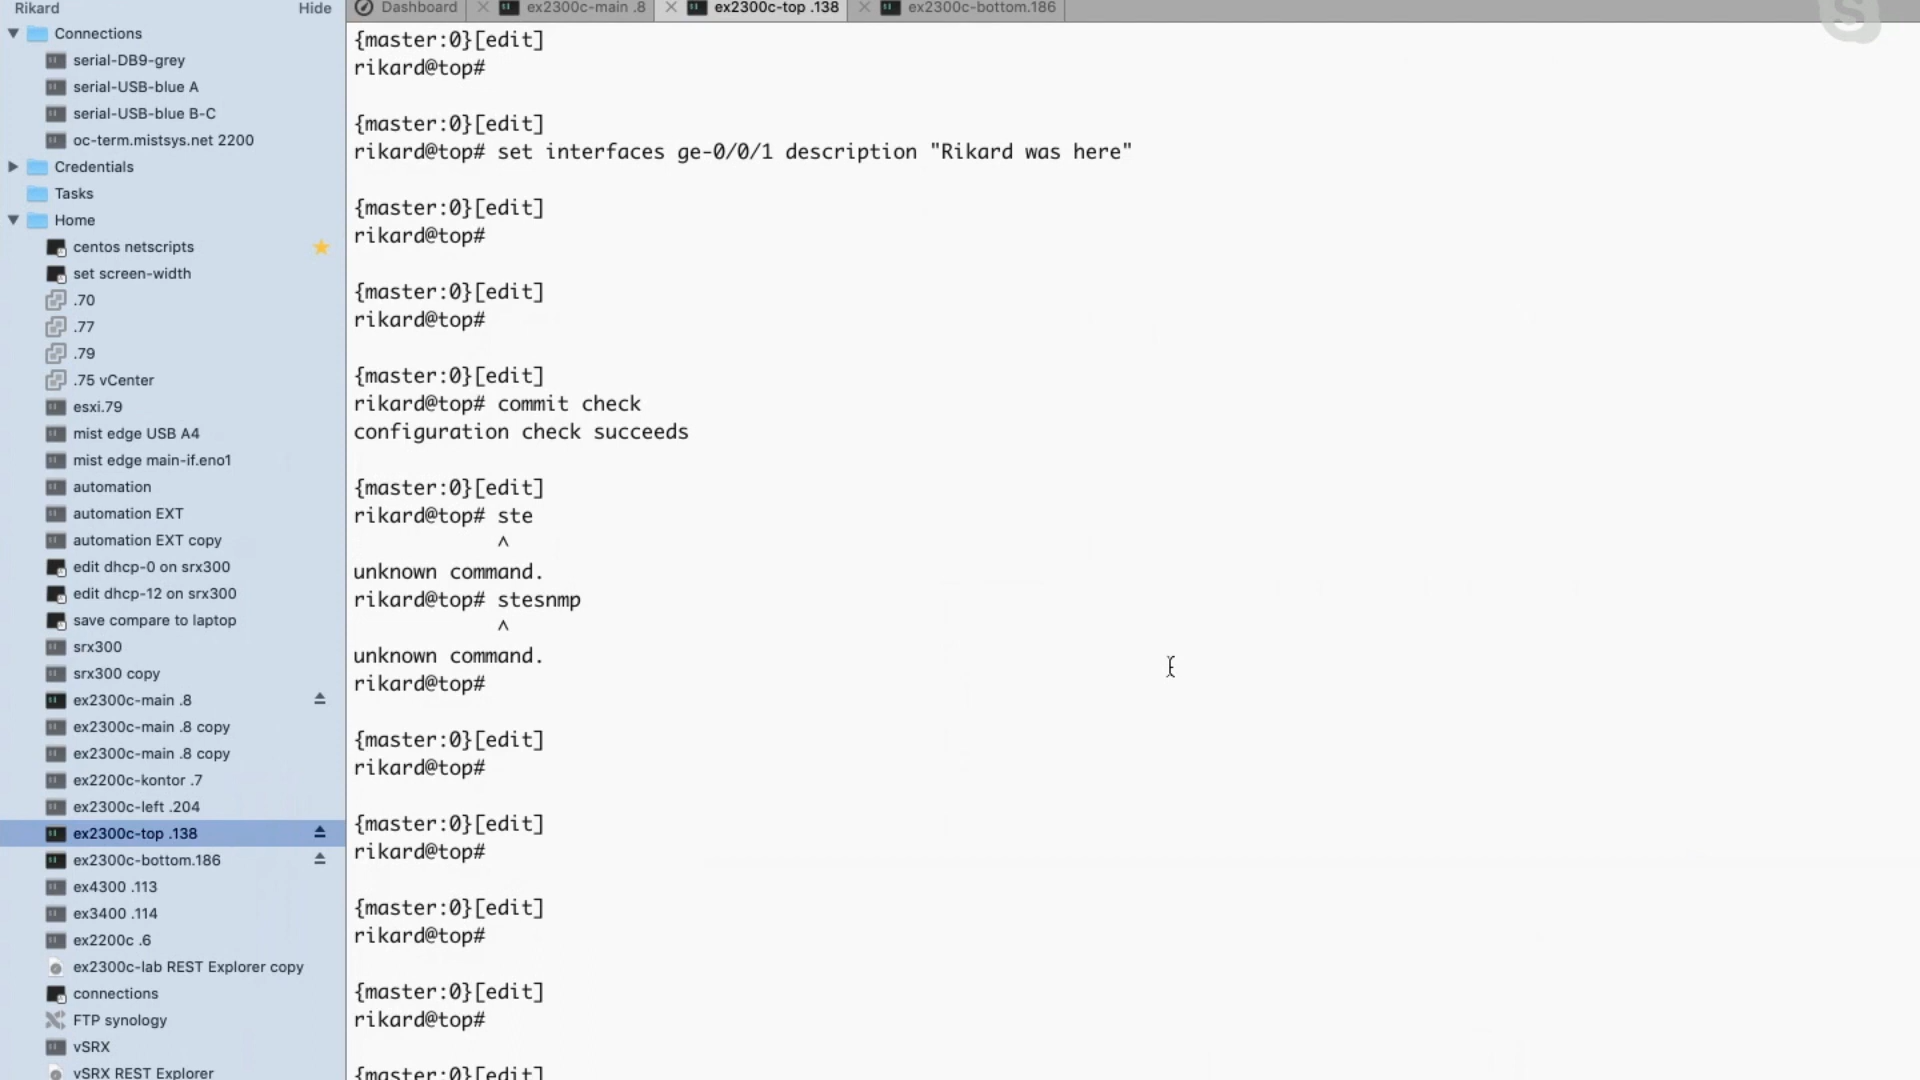 Rikard Hide
Connections
serial-DB9-grey
serial-USB-blue A
serial-USB-blue B-C
oc-term.mistsys.net 2200
Credentials
Tasks
Home
centos netscripts
set screen-width
.70
.77
.79
.75 vCenter
esxi.79
mist edge USB A4
mist edge main-if.eno1
automation
automation EXT
automation EXT copy
edit dhcp-0 on srx300
edit dhcp-12 on srx300
save compare to laptop
srx300
srx300 copy
ex2300c-main .8
ex2300c-main .8 copy
ex2300c-main .8 copy
ex2200c-kontor .7
ex2300c-left .204
ex2300c-top .138
ex2300c-bottom.186
ex4300 .113
ex3400 .114
ex2200c .6
ex2300c-lab REST Explorer copy
connections
FTP synology
vSRX
vSRX REST Explorer
Dashboard ex2300c-main .8 ex2300c-top .138 ex2300c-bottom.186
{master:0}[edit]
rikard@top#
{master:0}[edit]
rikard@top# set interfaces ge-0/0/1 description "Rikard was here"
{master:0}[edit]
rikard@top#
{master:0}[edit]
rikard@top#
{master:0}[edit]
rikard@top# commit check
configuration check succeeds
{master:0}[edit]
rikard@top# ste
^
unknown command.
rikard@top# stesnmp
^
unknown command.
rikard@top#
{master:0}[edit]
rikard@top#
{master:0}[edit]
rikard@top#
{master:0}[edit]
rikard@top#
{master:0}[edit]
rikard@top#
{master:0}[edit]